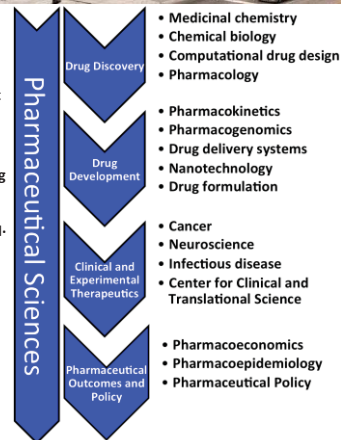 Pharmaceutical Sciences
Drug Discovery
• Medicinal chemistry
• Chemical biology
• Computational drug design
• Pharmacology
Drug
Development
• Pharmacokinetics
• Pharmacogenomics
• Drug delivery systems
• Nanotechnology
• Drug formulation
Clinical and
Experimental
Therapeutics
• Cancer
• Neuroscience
• Infectious disease
• Center for Clinical and
Translational Science
Pharmaceutical
Outcomes and
Policy
• Pharmacoeconomics
• Pharmacoepidemiology
• Pharmaceutical Policy